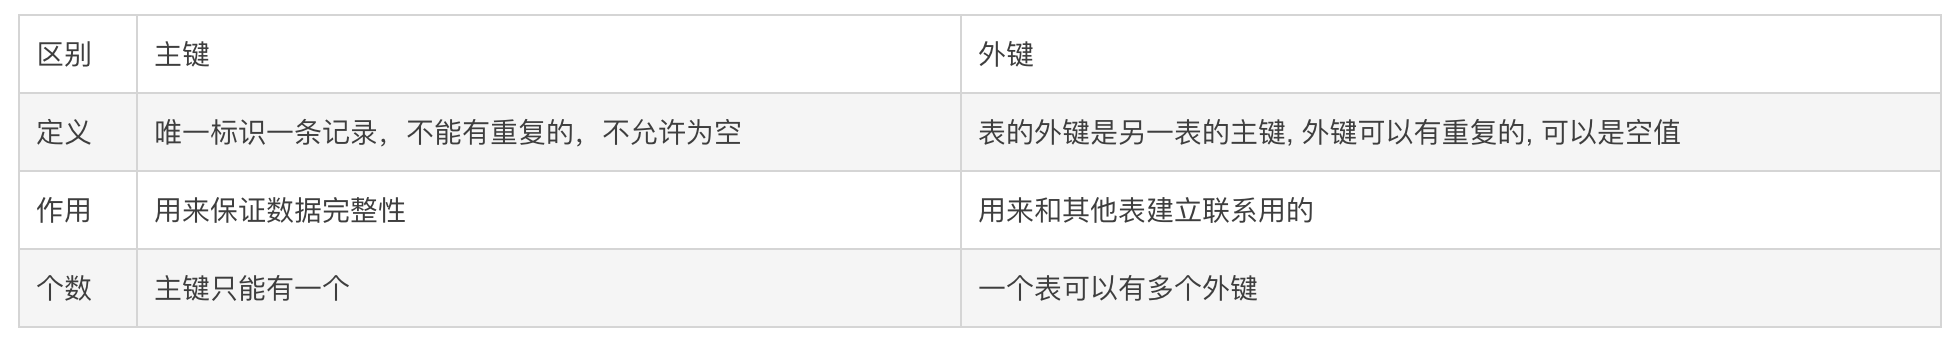 区别 主键 外键
定义 唯一标识一条记录，不能有重复的，不允许为空 表的外键是另一表的主键, 外键可以有重复的, 可以是空值
作用 用来保证数据完整性 用来和其他表建立联系用的
个数 主键只能有一个 一个表可以有多个外键